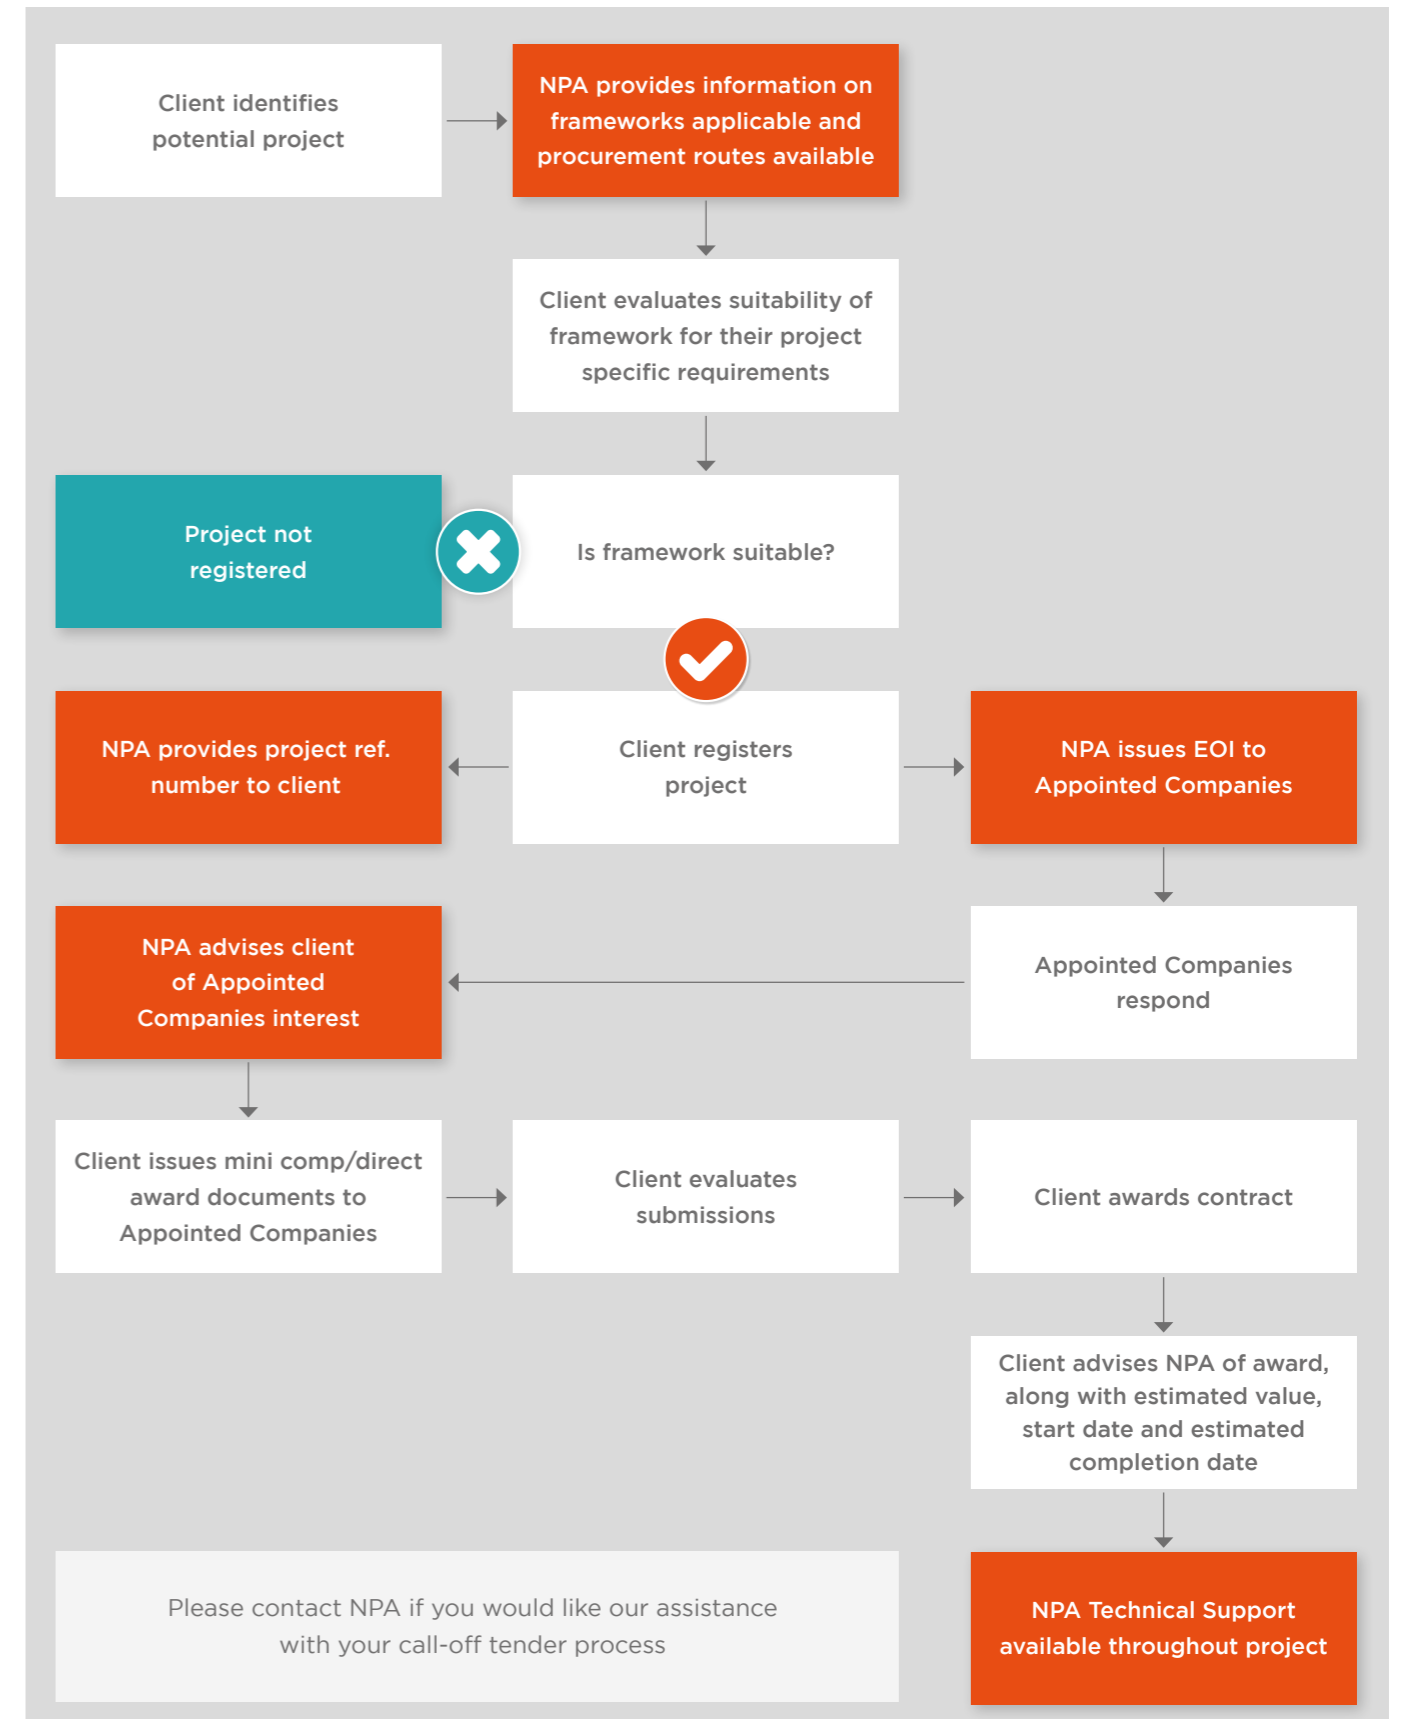 Client identifies
potential project
NPA provides information on
frameworks applicable and
procurement routes available
Client evaluates suitability of
framework for their project
specific requirements
Project not
registered
Is framework suitable?
NPA provides project ref.
number to client
Client registers
project
NPA issues EOI to
Appointed Companies
NPA advises client
of Appointed
Companies interest
Appointed Companies
respond
Client issues mini comp/direct
award documents to
Appointed Companies
Client evaluates
submissions
Client awards contract
Client advises NPA of award,
along with estimated value,
start date and estimated
completion date
Please contact NPA if you would like our assistance
with your call-off tender process
NPA Technical Support
available throughout project